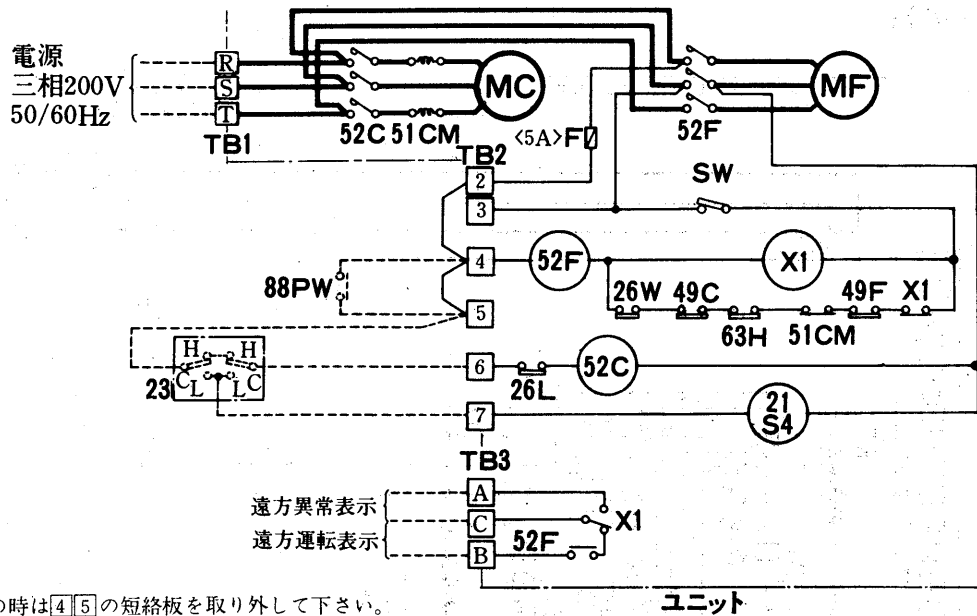 電源
三相200V
50/60Hz
R
S
T
TB1
52C 51CM
MC
<5A>F
52F
MF
TB2
2
3
SW
4
52F
X1
88PW
5
26W 49C 63H 51CM 49F X1
23
H H
C L L C
6
26L
52C
7
21
S4
TB3
A
遠方異常表示
C
X1
遠方運転表示
B
52F
の時は45の短絡板を取り外して下さい。
ユニット